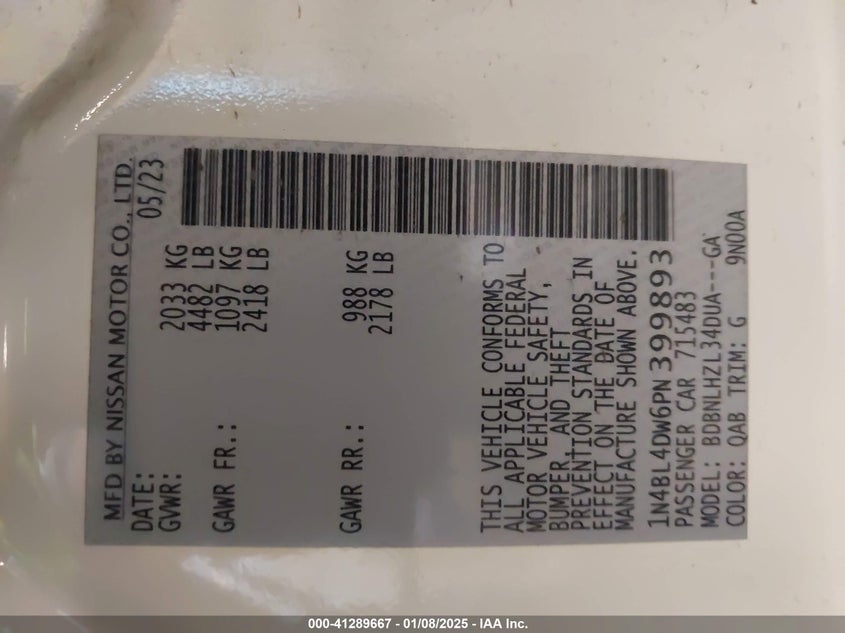 MFD BY NISSAN MOTOR CO., LTD.
DATE: 05/23
GVWR: 2033 KG
4482 LB
GAWR FR.: 1097 KG
2418 LB
GAWR RR.: 988 KG
2178 LB
THIS VEHICLE CONFORMS TO
ALL APPLICABLE FEDERAL
MOTOR VEHICLE SAFETY,
BUMPER AND THEFT
PREVENTION STANDARDS IN
EFFECT ON THE DATE OF
MANUFACTURE SHOWN ABOVE.
1N4BL4DW6PN399893
PASSENGER CAR 715483
MODEL: BDBNLHZL34DUA---GA
COLOR: QAB TRIM: G 9N00A
000-41289667 - 01/08/2025 - IAA Inc.